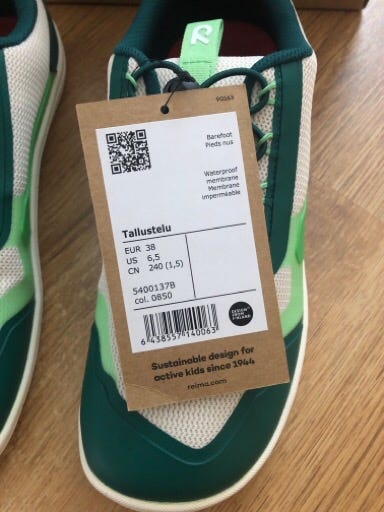 R
90263
Barefoot
Pieds nus
Waterproof
membrane
Membrane
imperméable
Tallustelu
EUR 38
US 6,5
CN 240 (1,5)
5400137B
col. 0850
DESIGN
FROM
FINLAND
6 438557 140063
Sustainable design for
active kids since 1944
reima.com